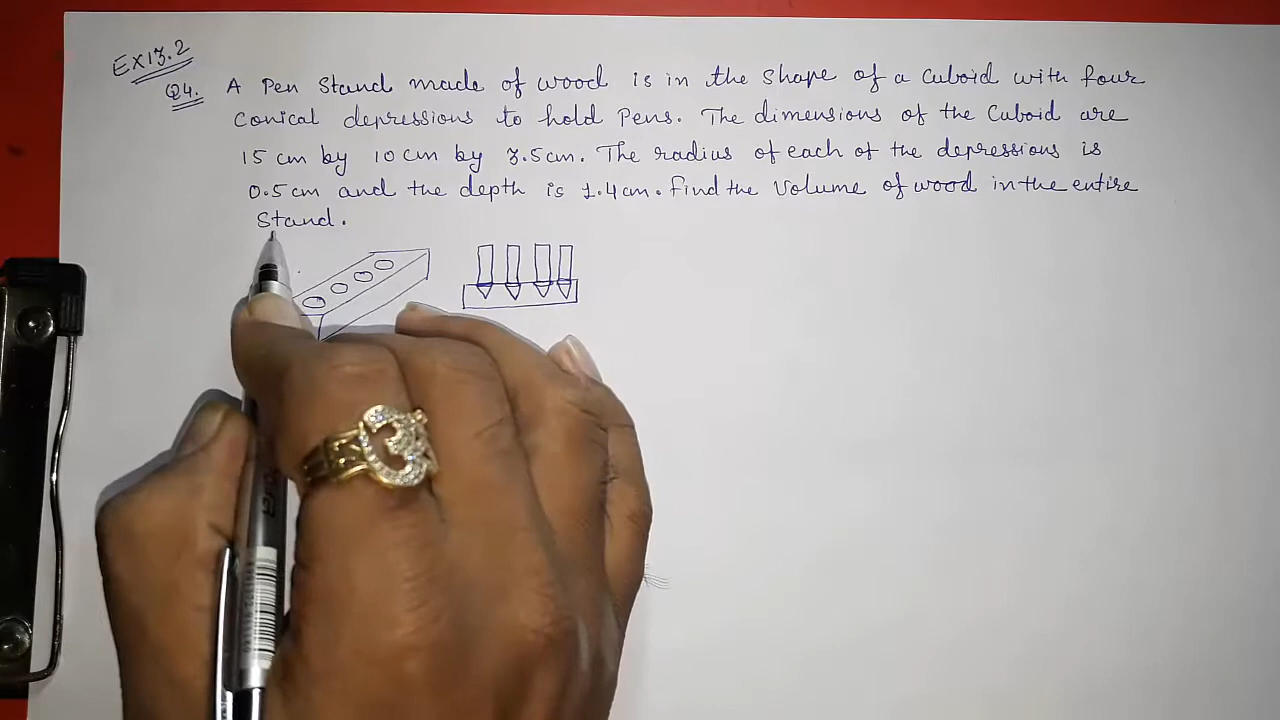 Ex13.2
Q4. A Pen Stand made of wood is in the shape of a cuboid with four
conical depressions to hold Pens. The dimensions of the Cuboid are
15 cm by 10 cm by 3.5 cm. The radius of each of the depressions is
0.5 cm and the depth is 1.4 cm. find the volume of wood in the entire
Stand.